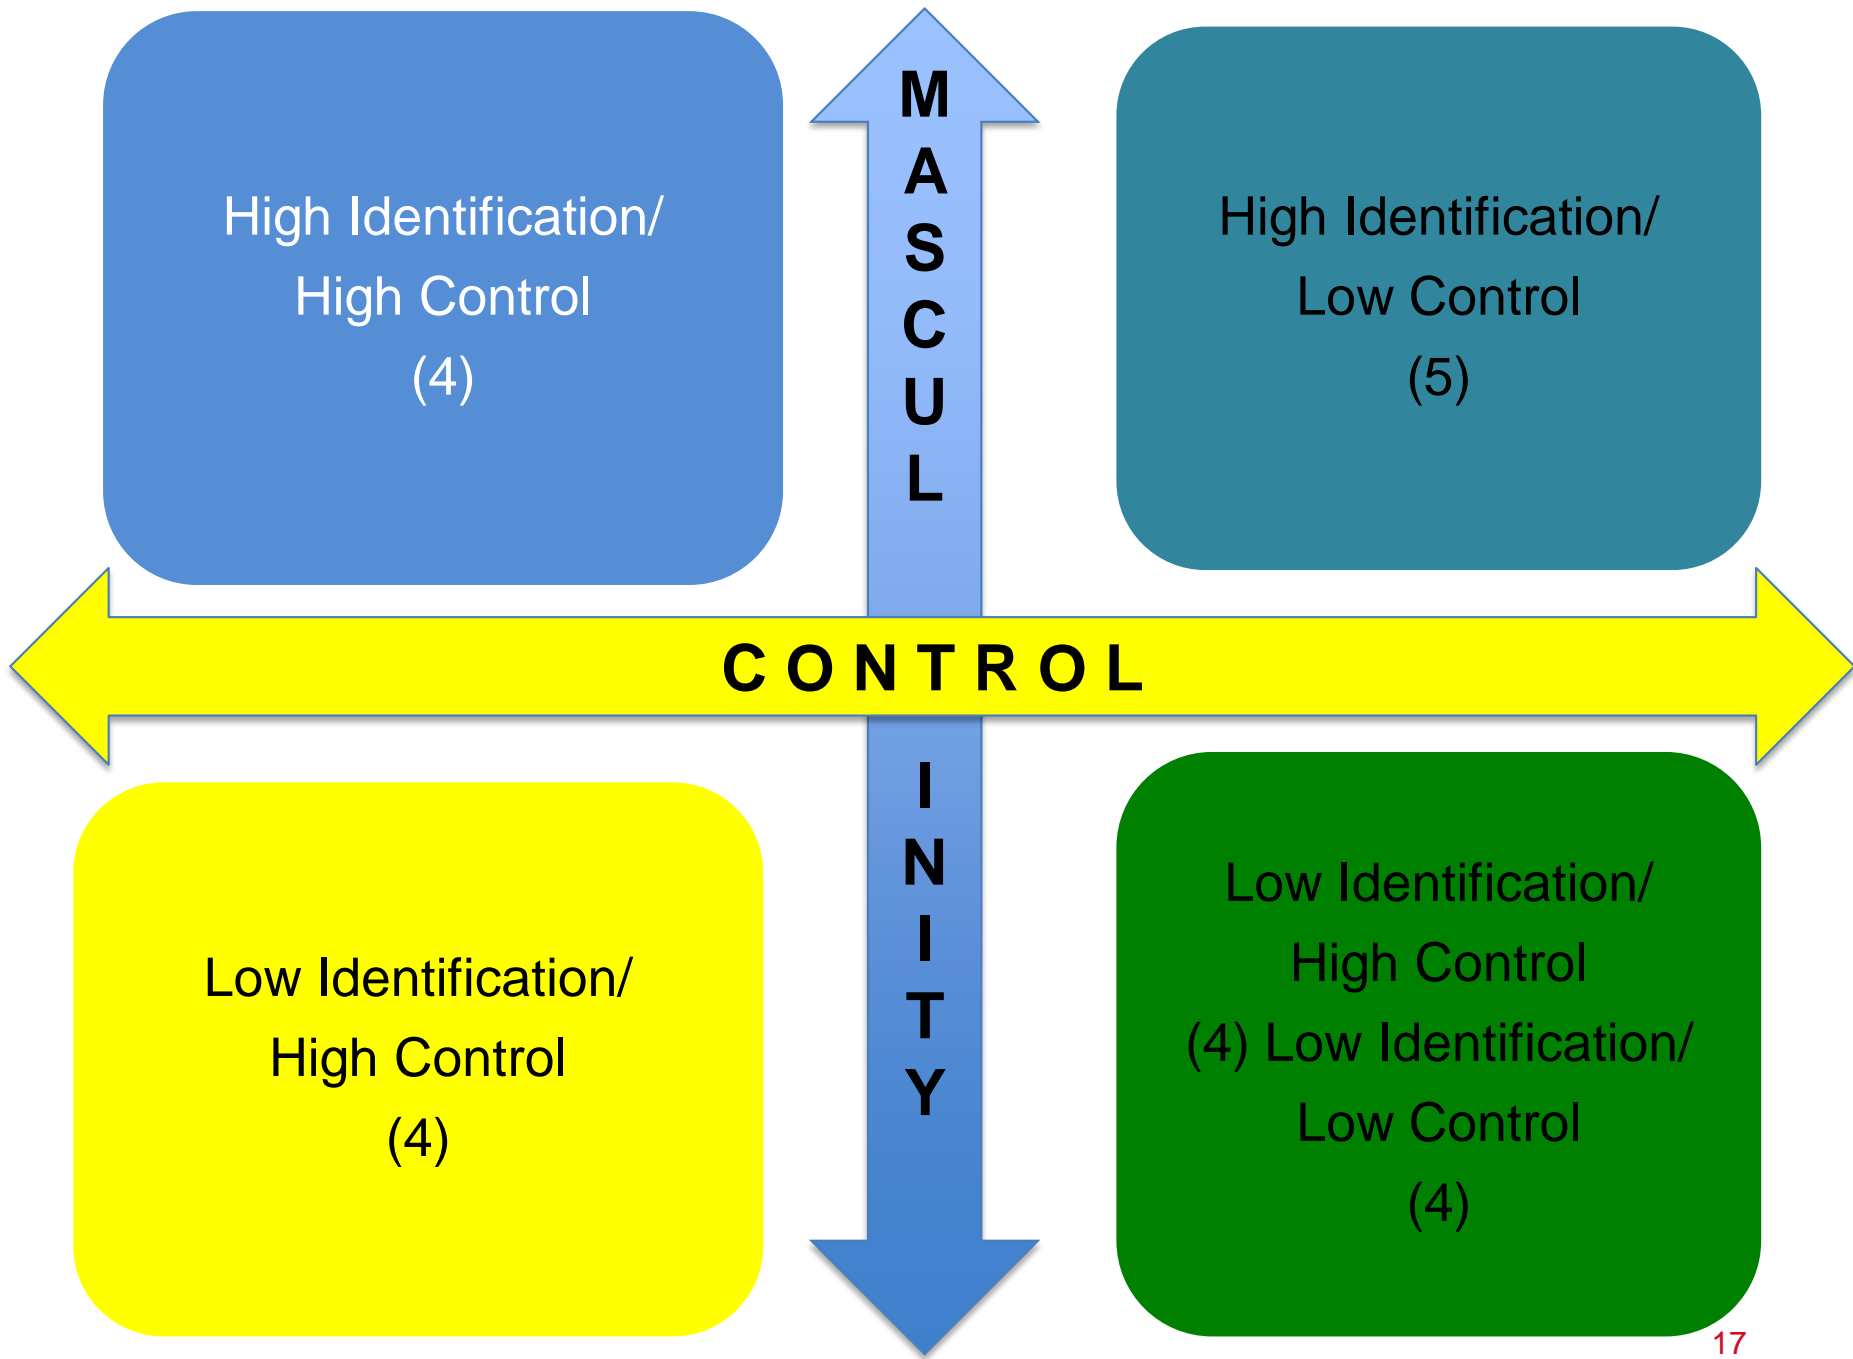 High Identification/
High Control
(4)
M
A
S
C
U
L
High Identification/
Low Control
(5)
C O N T R O L
Low Identification/
High Control
(4)
I
N
I
T
Y
Low Identification/
High Control
(4) Low Identification/
Low Control
(4)
17